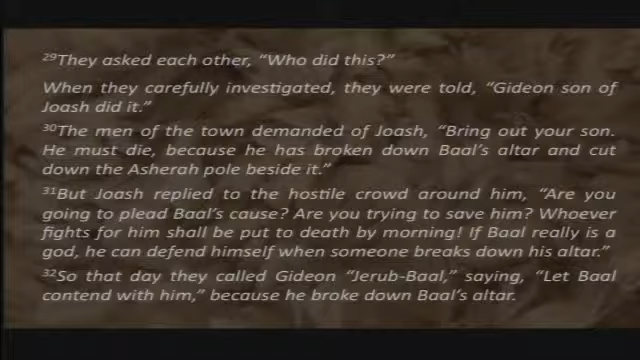 ²⁹They asked each other, “Who did this?”
When they carefully investigated, they were told, “Gideon son of
Joash did it.”
³⁰The men of the town demanded of Joash, “Bring out your son.
He must die, because he has broken down Baal’s altar and cut
down the Asherah pole beside it.”
³¹But Joash replied to the hostile crowd around him, “Are you
going to plead Baal’s cause? Are you trying to save him? Whoever
fights for him shall be put to death by morning! If Baal really is a
god, he can defend himself when someone breaks down his altar.”
³²So that day they called Gideon “Jerub-Baal,” saying, “Let Baal
contend with him,” because he broke down Baal’s altar.